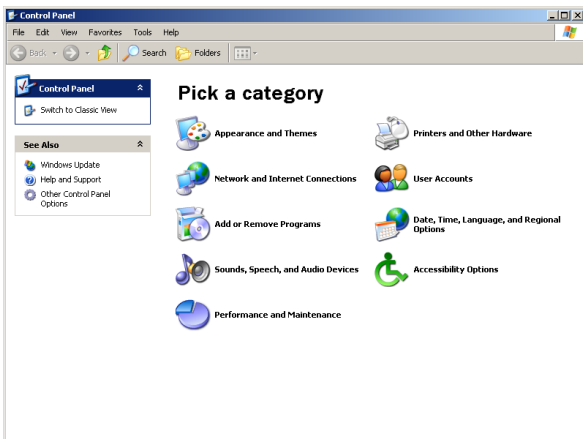 Control Panel
File Edit View Favorites Tools Help
Back Search Folders
Control Panel
Switch to Classic View
See Also
Windows Update
Help and Support
Other Control Panel
Options
Pick a category
Appearance and Themes
Printers and Other Hardware
Network and Internet Connections
User Accounts
Add or Remove Programs
Date, Time, Language, and Regional
Options
Sounds, Speech, and Audio Devices
Accessibility Options
Performance and Maintenance